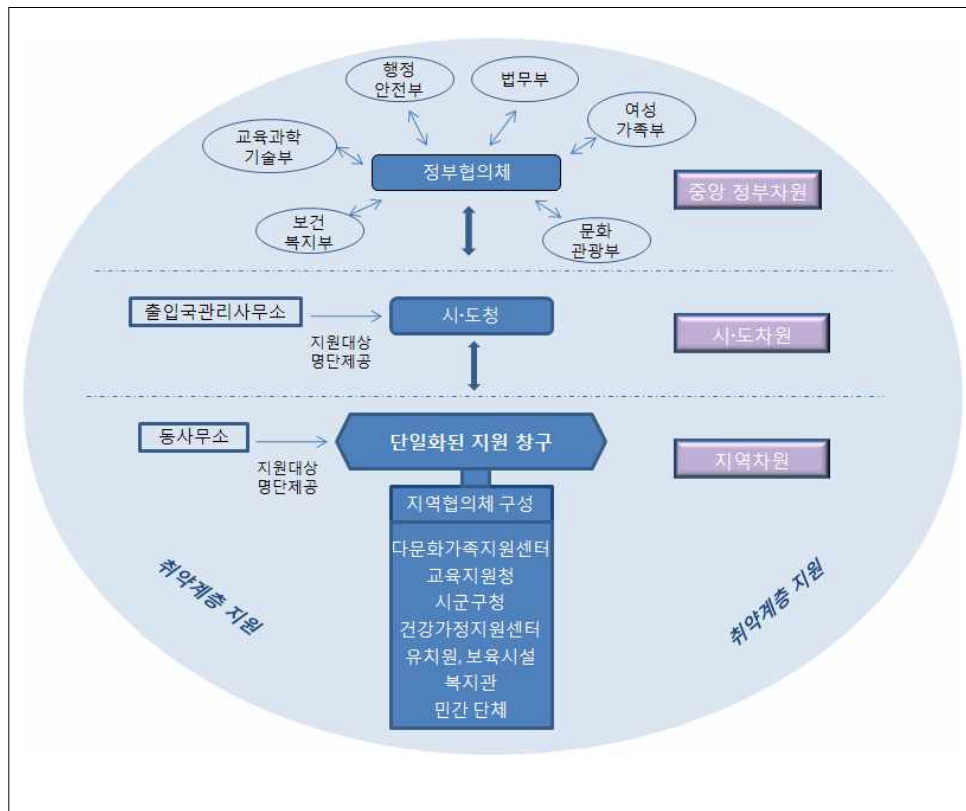 행정
안전부
법무부
여성
가족부
교육과학
기술부
정부협의체
중앙 정부차원
보건
복지부
문화
관광부
출입국관리사무소
시·도청
시·도차원
지원대상
명단제공
동사무소
단일화된 지원 창구
지역차원
지원대상
명단제공
지역협의체 구성
다문화가족지원센터
교육지원청
시군구청
건강가정지원센터
유치원, 보육시설
복지관
민간 단체
취약계층 지원
취약계층 지원